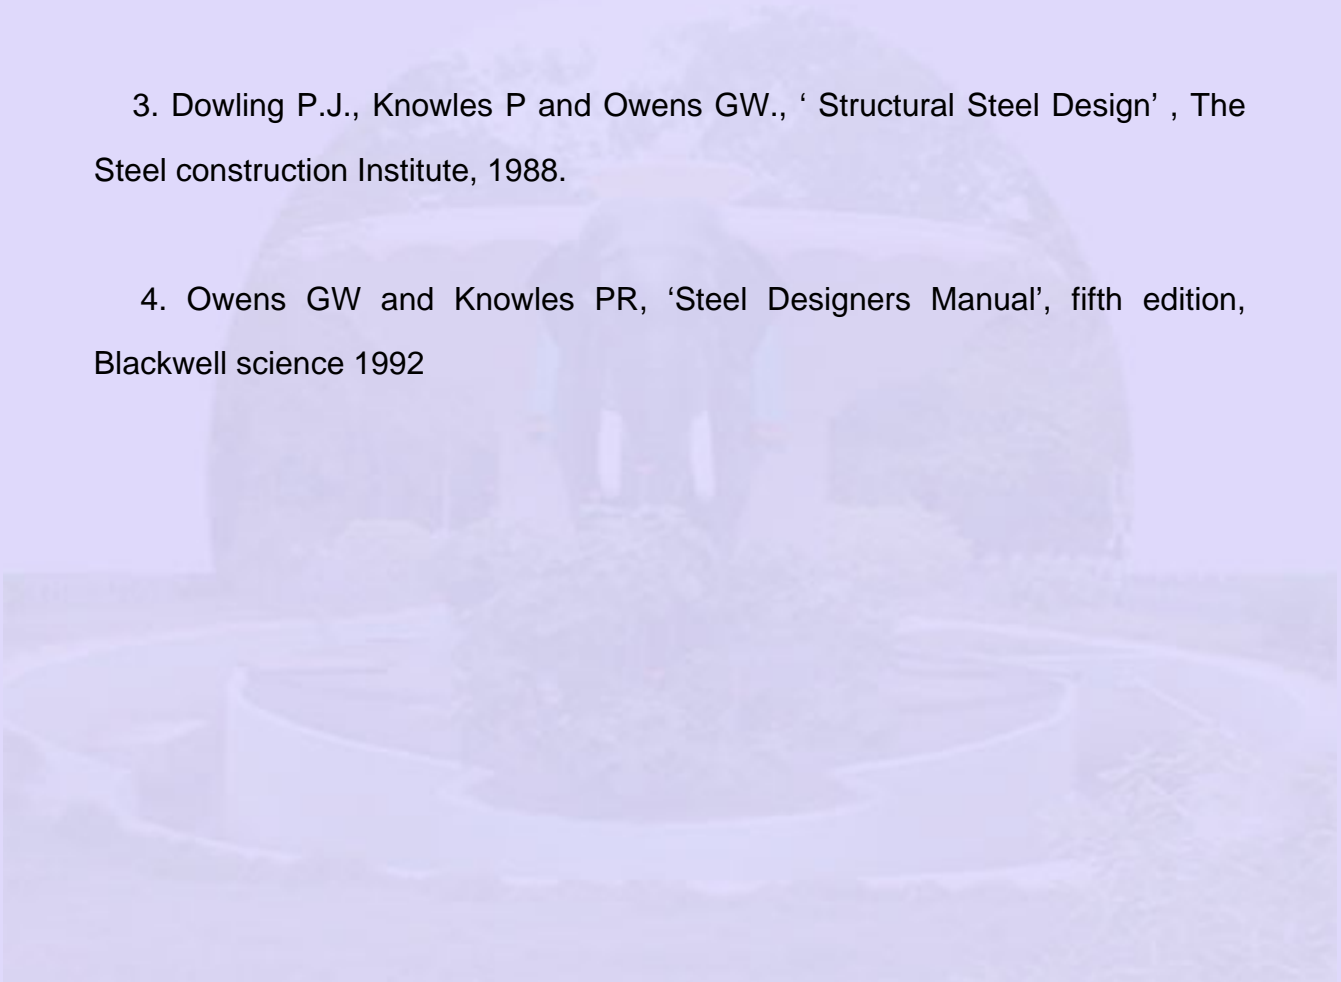 3. Dowling P.J., Knowles P and Owens GW., ‘ Structural Steel Design’ , The
Steel construction Institute, 1988.
4. Owens GW and Knowles PR, ‘Steel Designers Manual’, fifth edition,
Blackwell science 1992